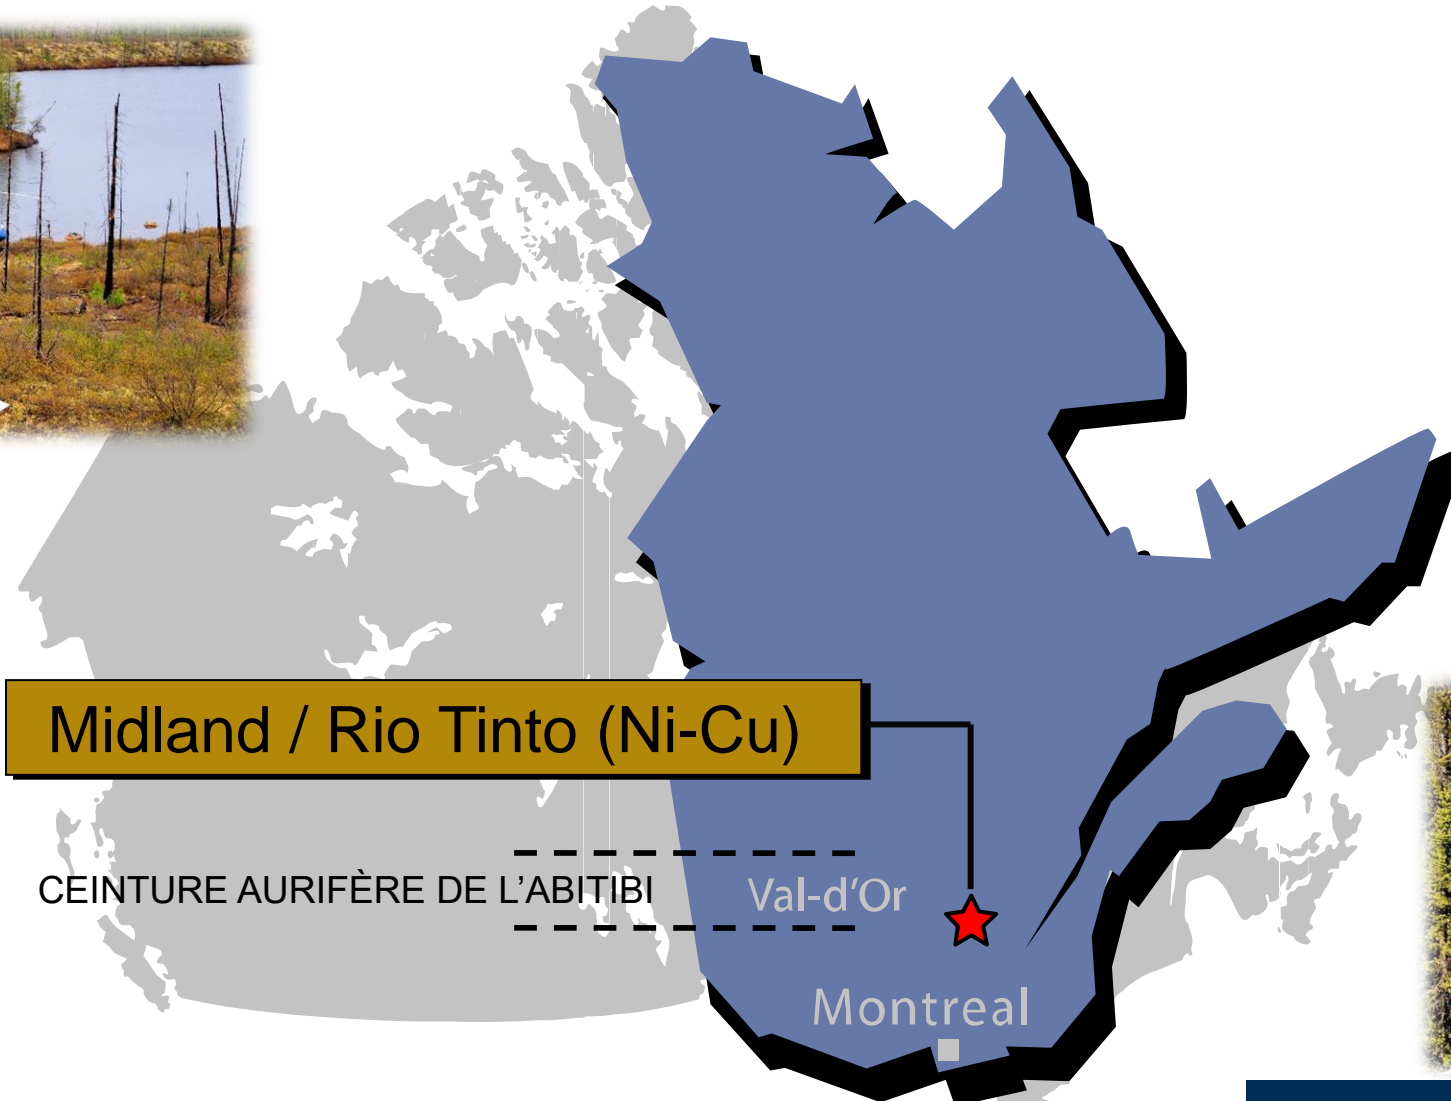 Midland / Rio Tinto (Ni-Cu)
CEINTURE AURIFÈRE DE L’ABITIBI
Val-d’Or
Montreal